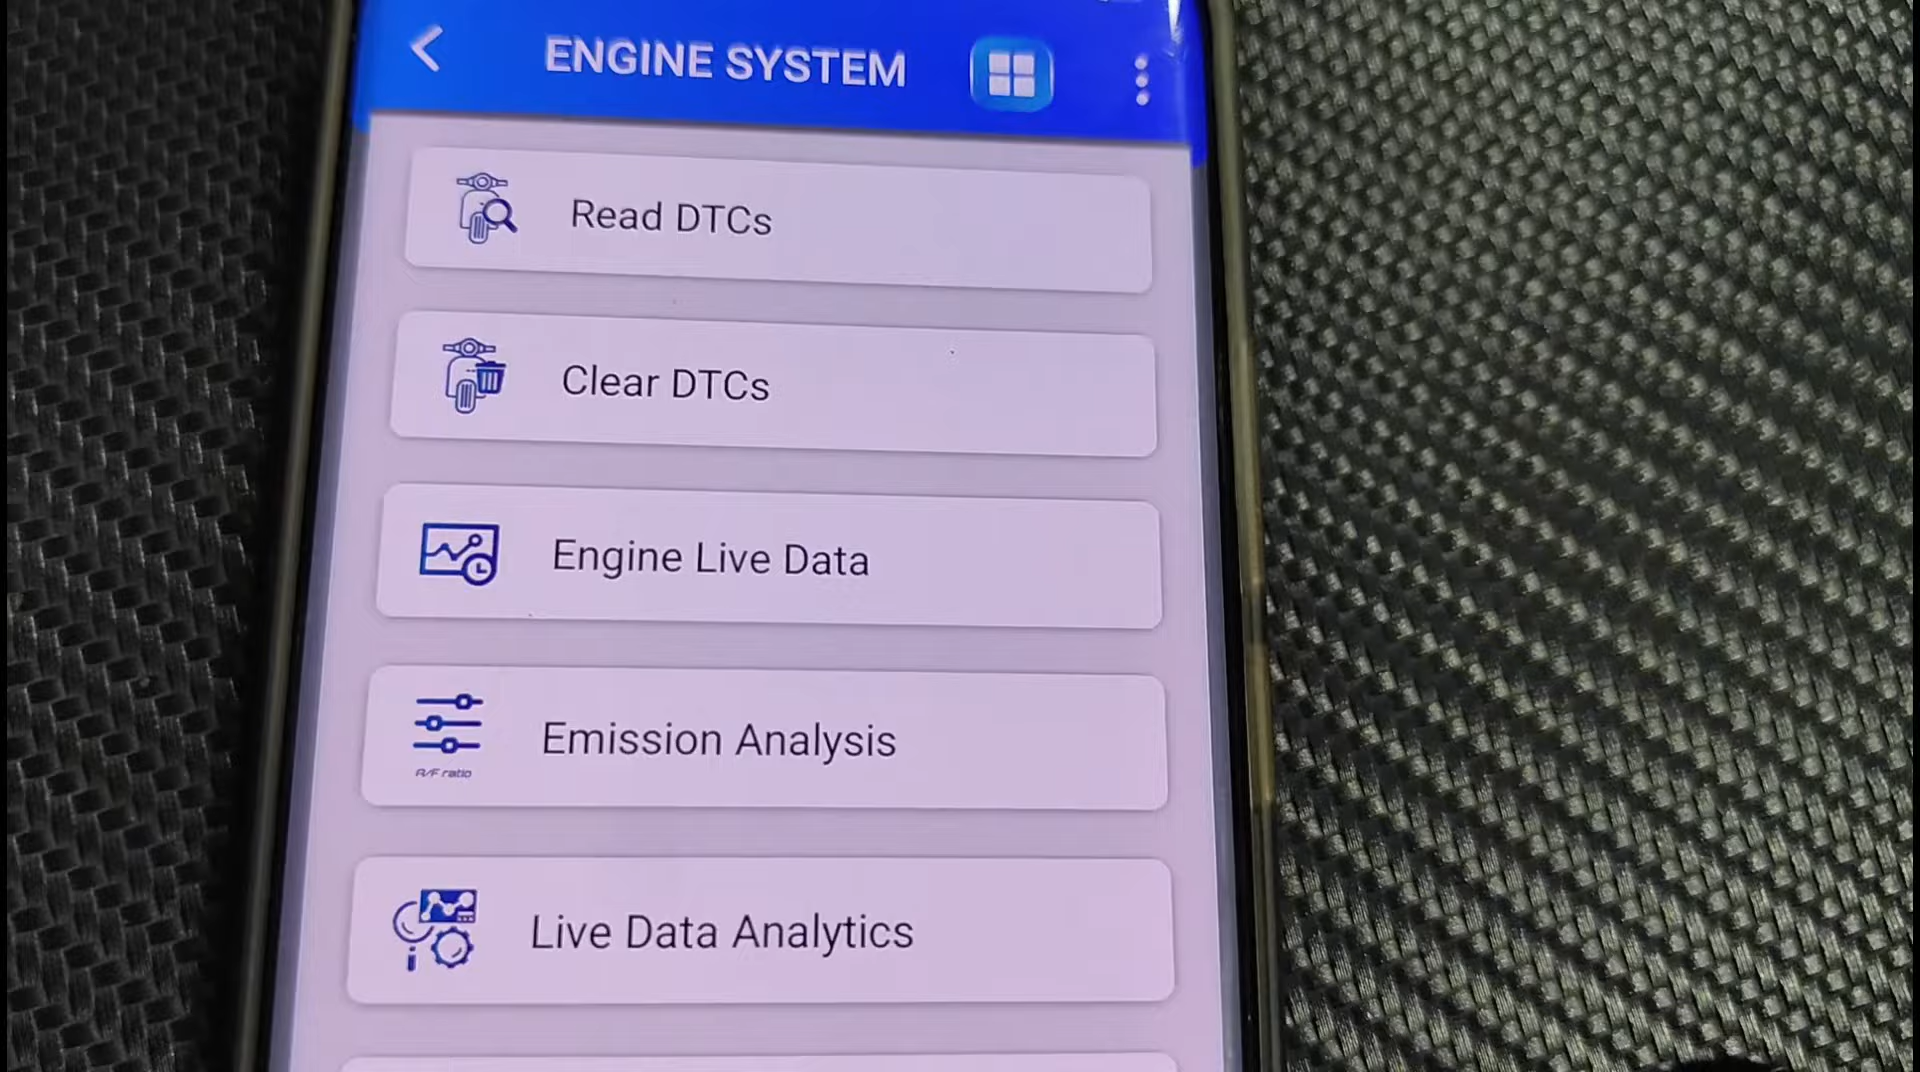 ENGINE SYSTEM
Read DTCs
Clear DTCs
Engine Live Data
Emission Analysis
A/F ratio
Live Data Analytics